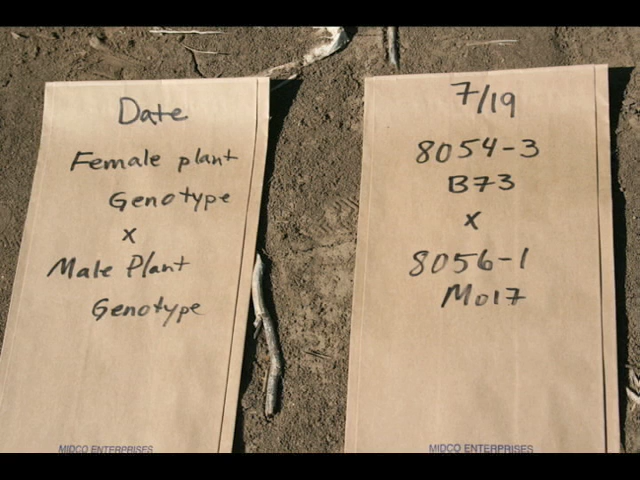 Date
Female plant
Genotype
x
Male Plant
Genotype
MIDCO ENTERPRISES
7/19
8054-3
B73
x
8056-1
Mo17
MIDCO ENTERPRISES